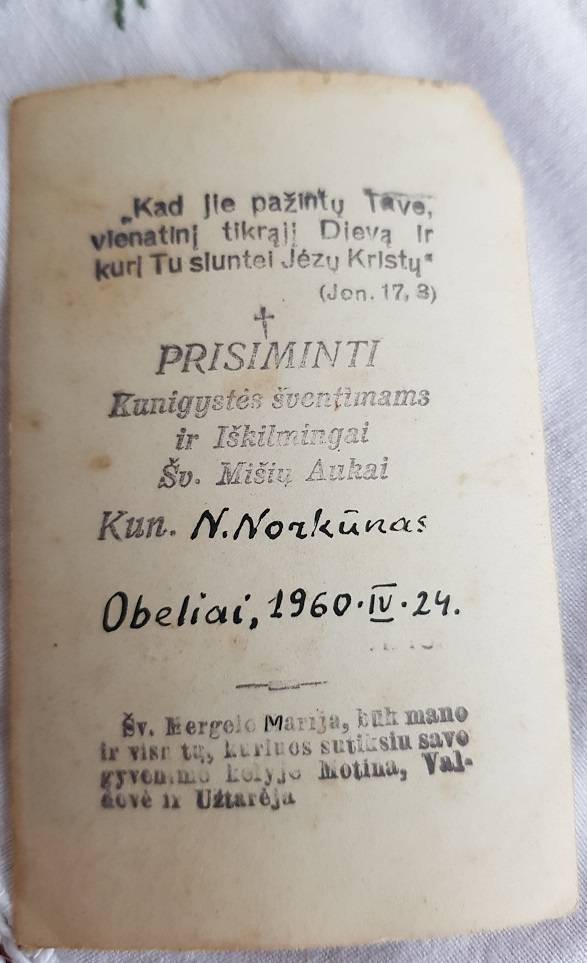 „Kad jie pažintų Tave,
vienatinį tikrąjį Dievą ir
kurį Tu siuntei Jėzų Kristų“
(Jon. 17, 3)
PRISIMINTI
Kunigystės šventimams
ir Iškilmingai
Šv. Mišių Aukai
Kun. N. Norkūnas
Obeliai, 1960·IV·24.
Šv. Mergele Marija, būk mano
ir visų tų, kuriuos sutiksiu savo
gyvenimo kelyje Motina, Val-
dovė ir Užtarėja